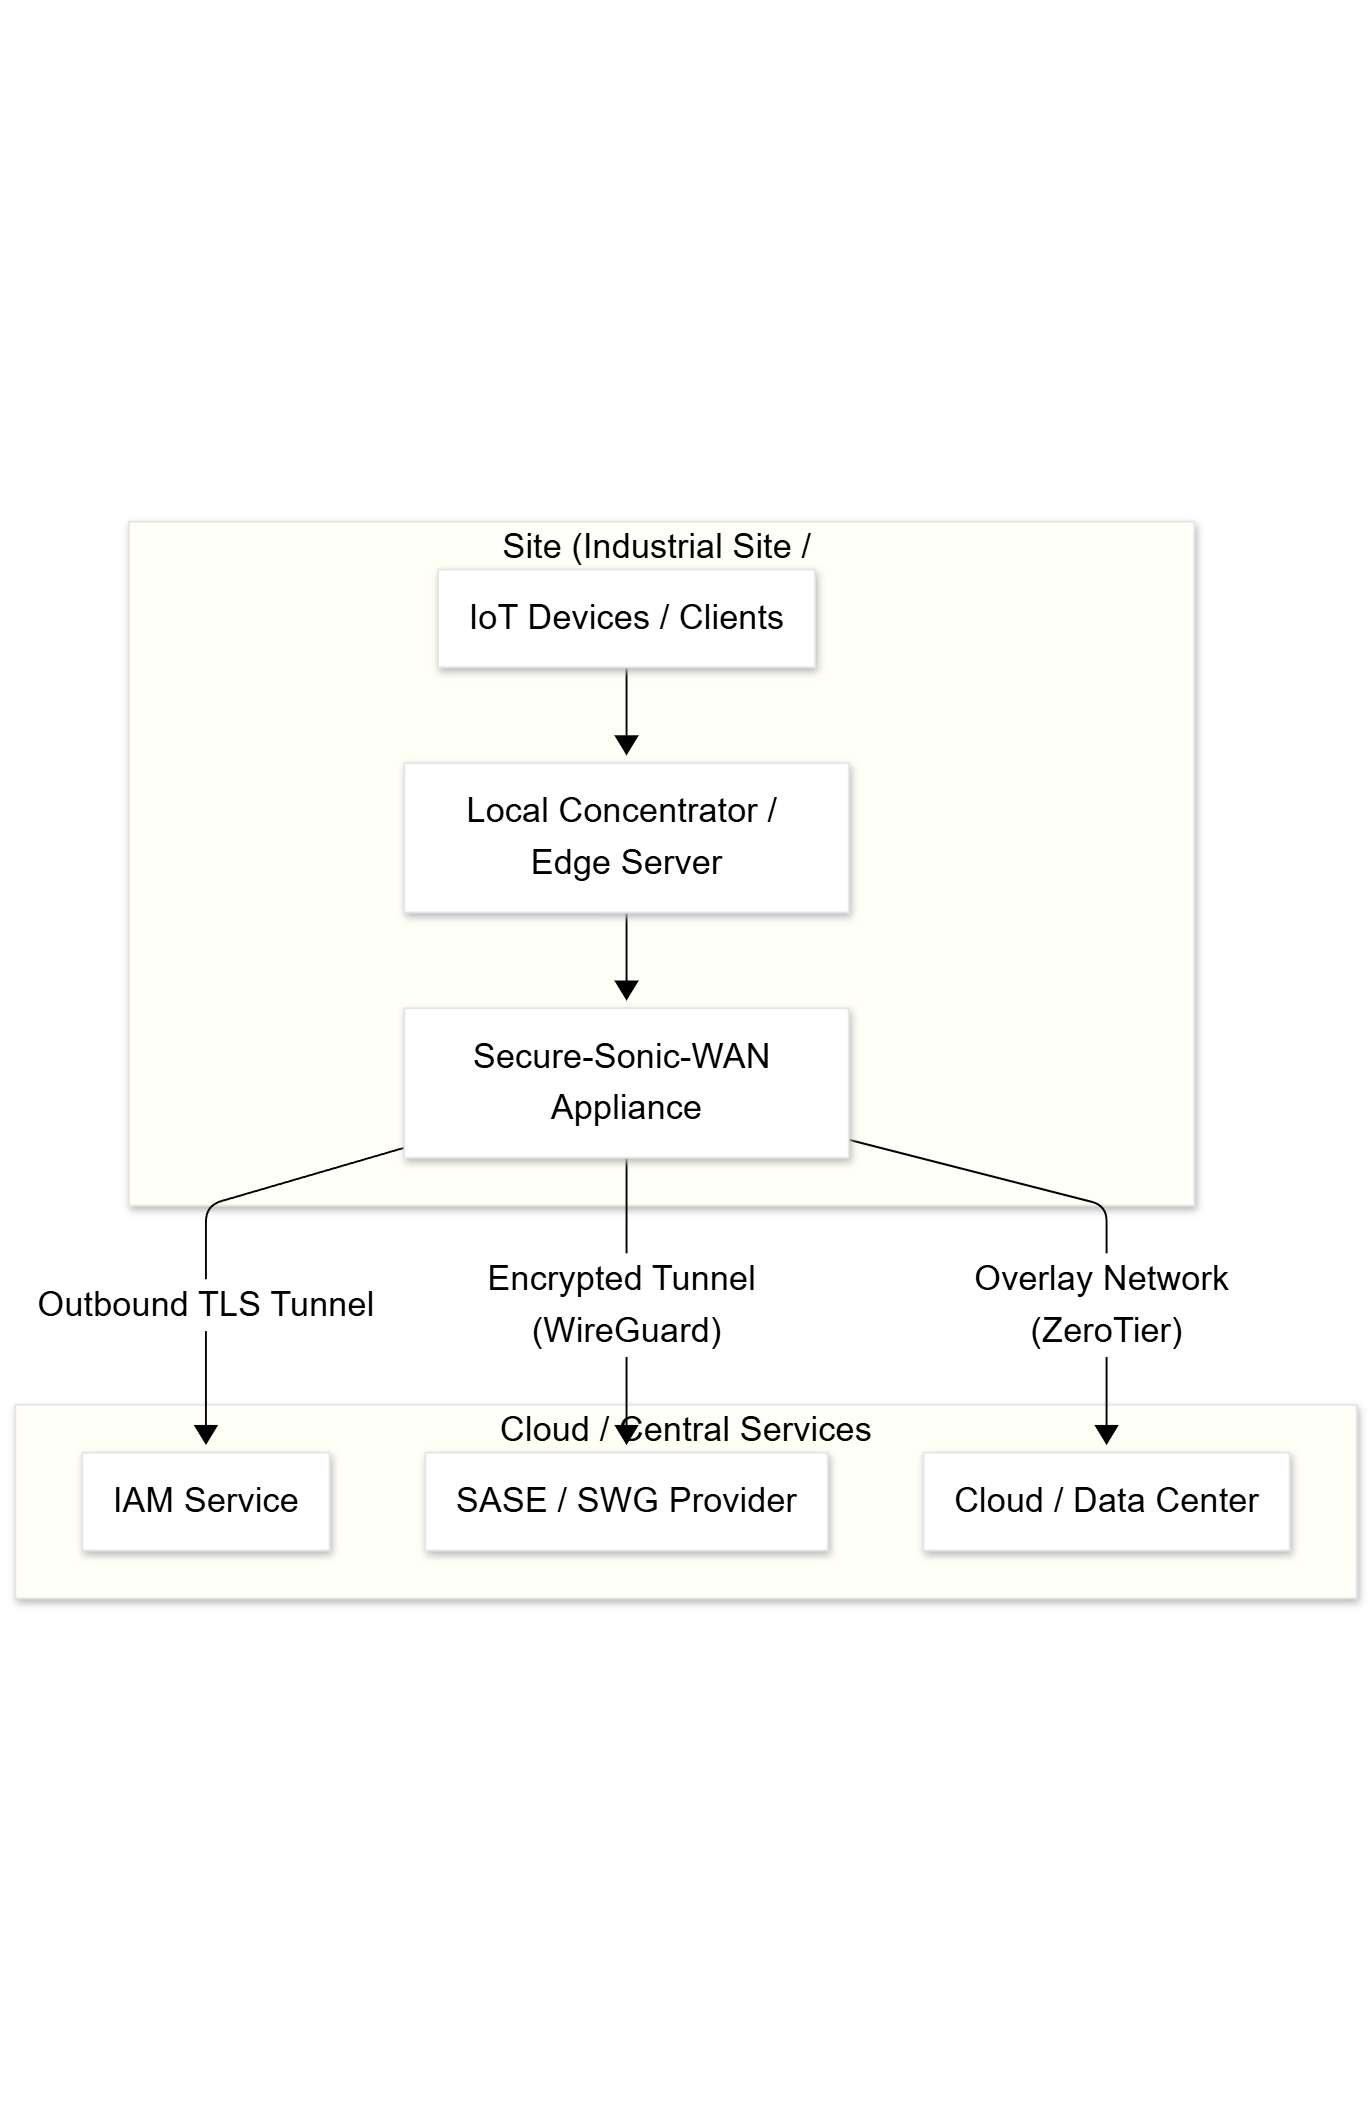 Site (Industrial Site /
IoT Devices / Clients
Local Concentrator /
Edge Server
Secure-Sonic-WAN
Appliance
Outbound TLS Tunnel
Encrypted Tunnel
(WireGuard)
Overlay Network
(ZeroTier)
Cloud / Central Services
IAM Service
SASE / SWG Provider
Cloud / Data Center